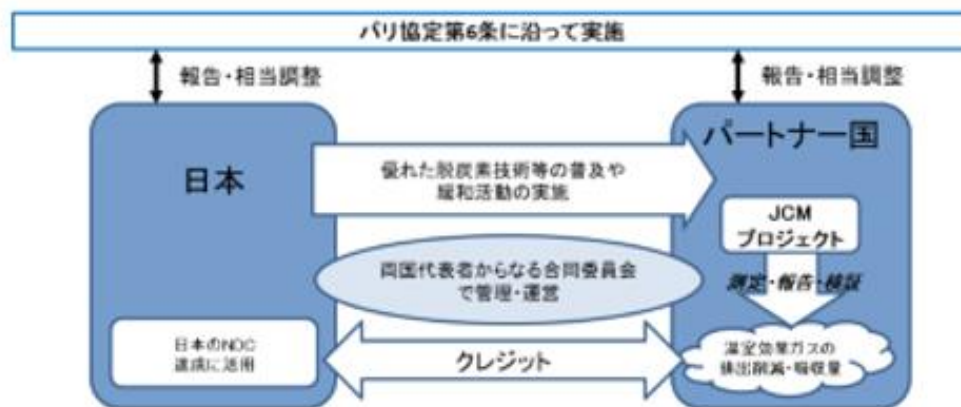 パリ協定第6条に沿って実施
報告・相当調整
報告・相当調整
日本
パートナー国
優れた脱炭素技術等の普及や
緩和活動の実施
JCM
プロジェクト
両国代表者からなる合同委員会
で管理・運営
測定・報告・検証
日本のNDC
達成に活用
クレジット
温室効果ガスの
排出削減・吸収量